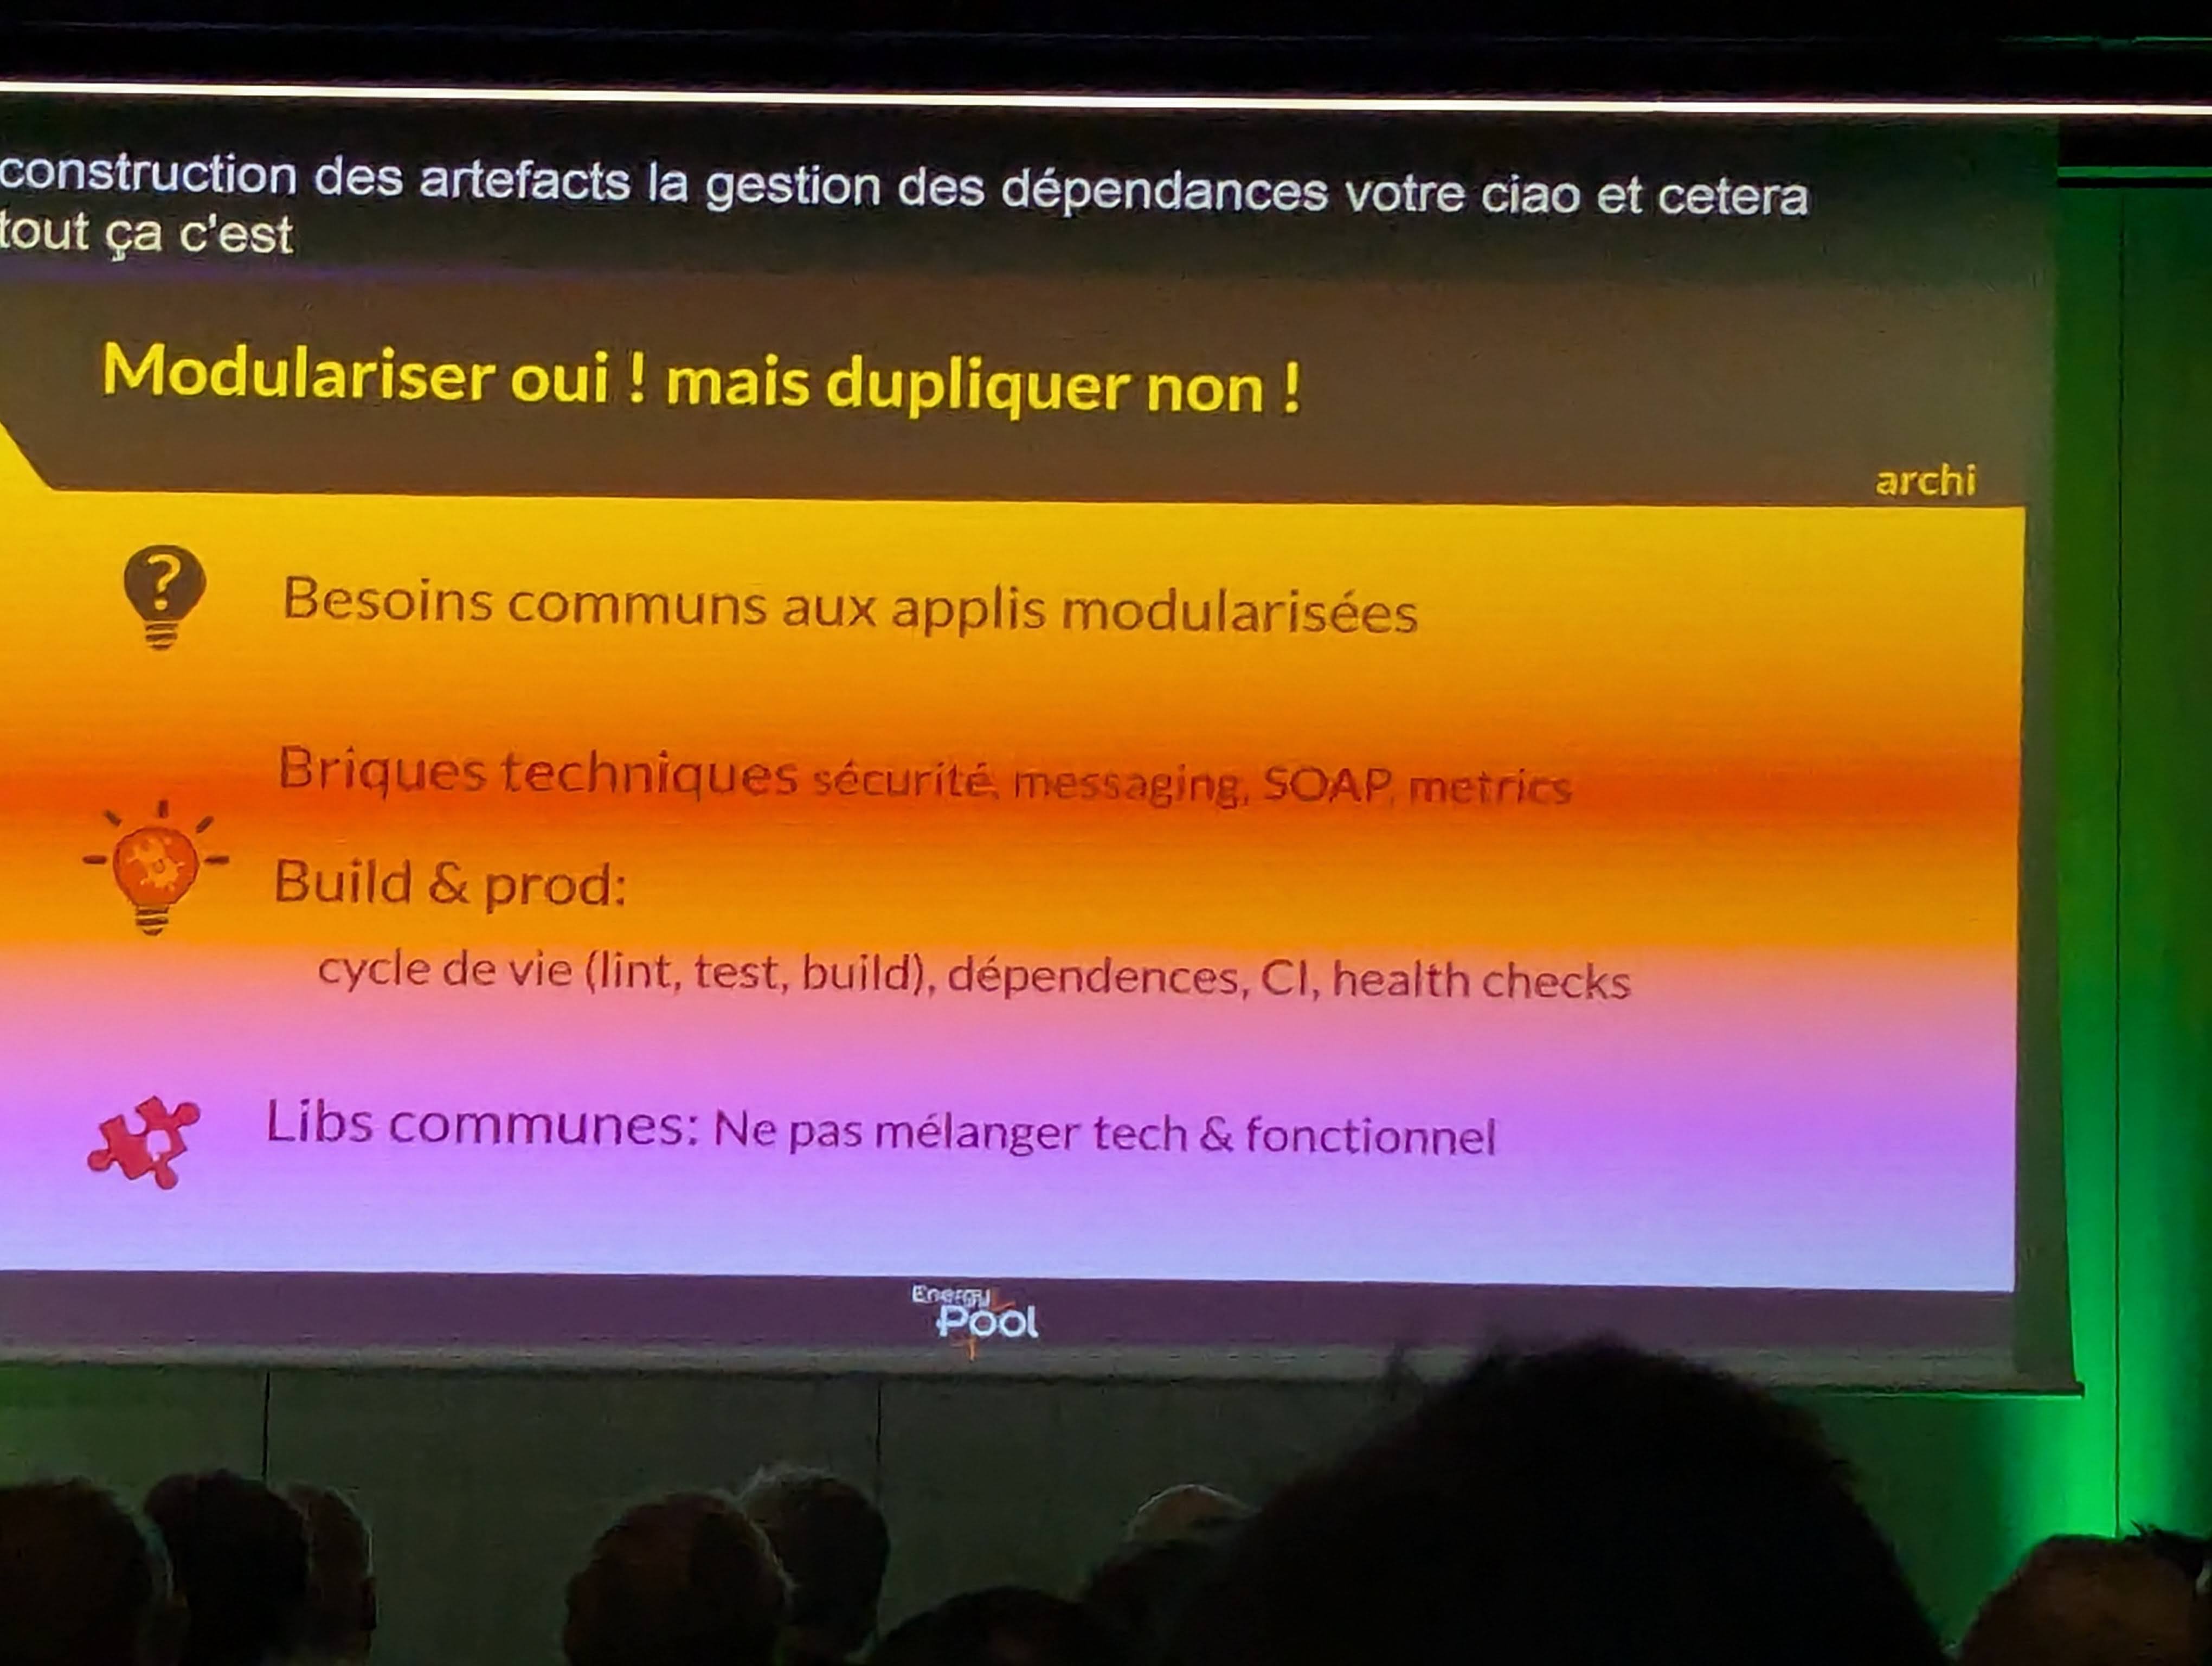 construction des artefacts la gestion des dépendances votre ciao et cetera
tout ça c'est
Modulariser oui ! mais dupliquer non !
archi
?
Besoins communs aux applis modularisées
Briques techniques sécurité, messaging, SOAP, metrics
Build & prod:
cycle de vie (lint, test, build), dépendences, CI, health checks
Libs communes: Ne pas mélanger tech & fonctionnel
Energy
Pool